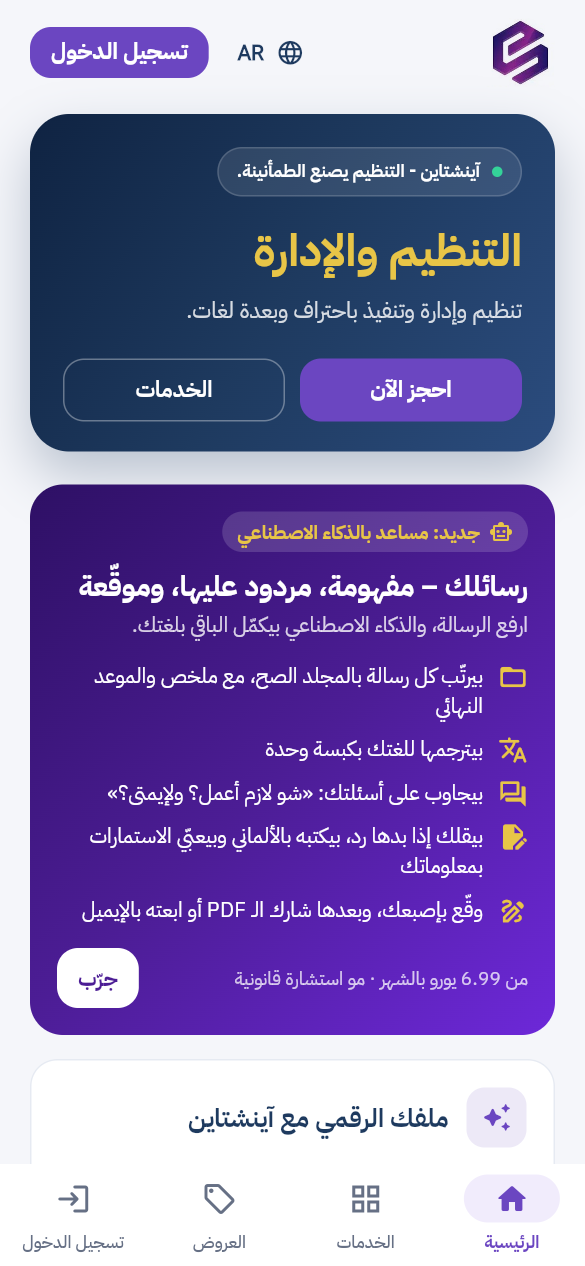 AR
تسجيل الدخول
آينشتاين - التنظيم يصنع الطمأنينة.
التنظيم والإدارة
تنظيم وإدارة وتنفيذ باحتراف وبعدة لغات.
احجز الآن
الخدمات
جديد: مساعد بالذكاء الاصطناعي
رسائلك – مفهومة، مردود عليها، وموقّعة
ارفع الرسالة، والذكاء الاصطناعي بيكمّل الباقي بلغتك.
بيرتّب كل رسالة بالمجلد الصح، مع ملخص والموعد
النهائي
بيترجمها للغتك بكبسة وحدة
بيجاوب على أسئلتك: «شو لازم أعمل؟ ولإيمتى؟»
بيقلك إذا بدها رد، بيكتبه بالألماني وبيعبّي الاستمارات
بمعلوماتك
وقّع بإصبعك، وبعدها شارك الـ PDF أو ابعته بالإيميل
من 6.99 يورو بالشهر · مو استشارة قانونية
جرّب
ملفك الرقمي مع آينشتاين
الرئيسية
الخدمات
العروض
تسجيل الدخول